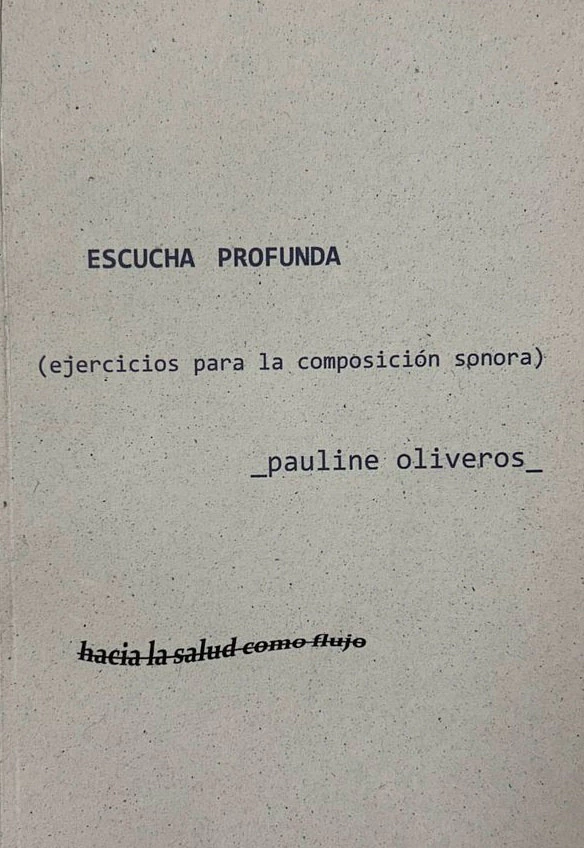 ESCUCHA PROFUNDA
(ejercicios para la composición sonora)
_pauline oliveros_
hacia la salud como flujo